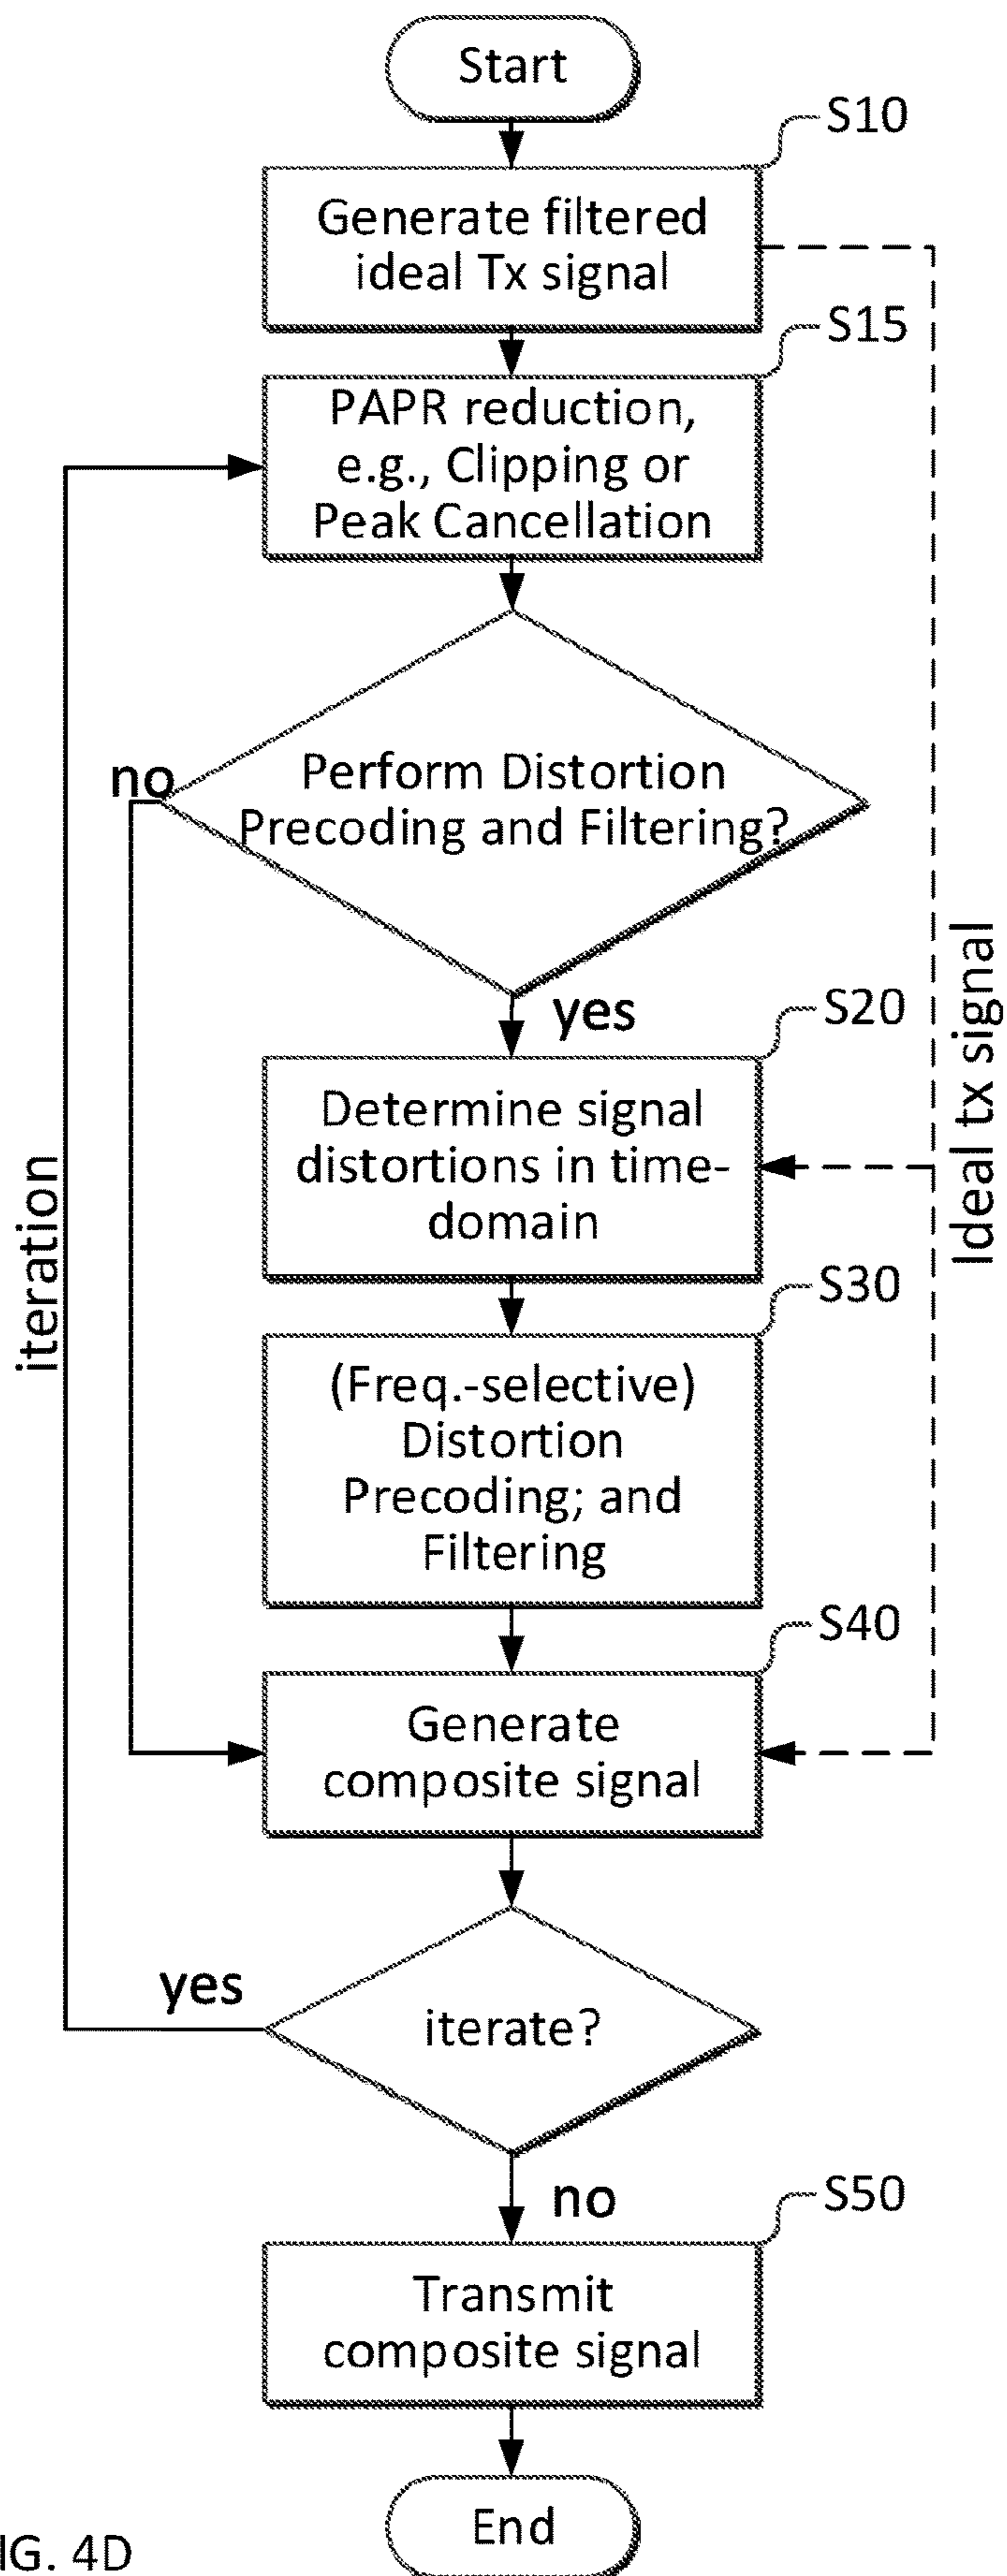 Start
S10
Generate filtered
ideal Tx signal
S15
PAPR reduction,
e.g., Clipping or
Peak Cancellation
no
Perform Distortion
Precoding and Filtering?
yes
S20
Determine signal
distortions in time-
domain
Ideal tx signal
iteration
S30
(Freq.-selective)
Distortion
Precoding; and
Filtering
S40
Generate
composite signal
yes
iterate?
no
S50
Transmit
composite signal
End
IG. 4D